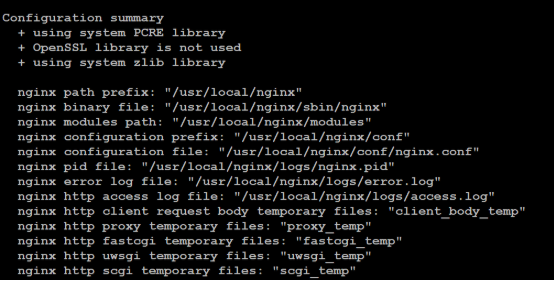 Configuration summary
+ using system PCRE library
+ OpenSSL library is not used
+ using system zlib library
nginx path prefix: "/usr/local/nginx"
nginx binary file: "/usr/local/nginx/sbin/nginx"
nginx modules path: "/usr/local/nginx/modules"
nginx configuration prefix: "/usr/local/nginx/conf"
nginx configuration file: "/usr/local/nginx/conf/nginx.conf"
nginx pid file: "/usr/local/nginx/logs/nginx.pid"
nginx error log file: "/usr/local/nginx/logs/error.log"
nginx http access log file: "/usr/local/nginx/logs/access.log"
nginx http client request body temporary files: "client_body_temp"
nginx http proxy temporary files: "proxy_temp"
nginx http fastcgi temporary files: "fastcgi_temp"
nginx http uwsgi temporary files: "uwsgi_temp"
nginx http scgi temporary files: "scgi_temp"